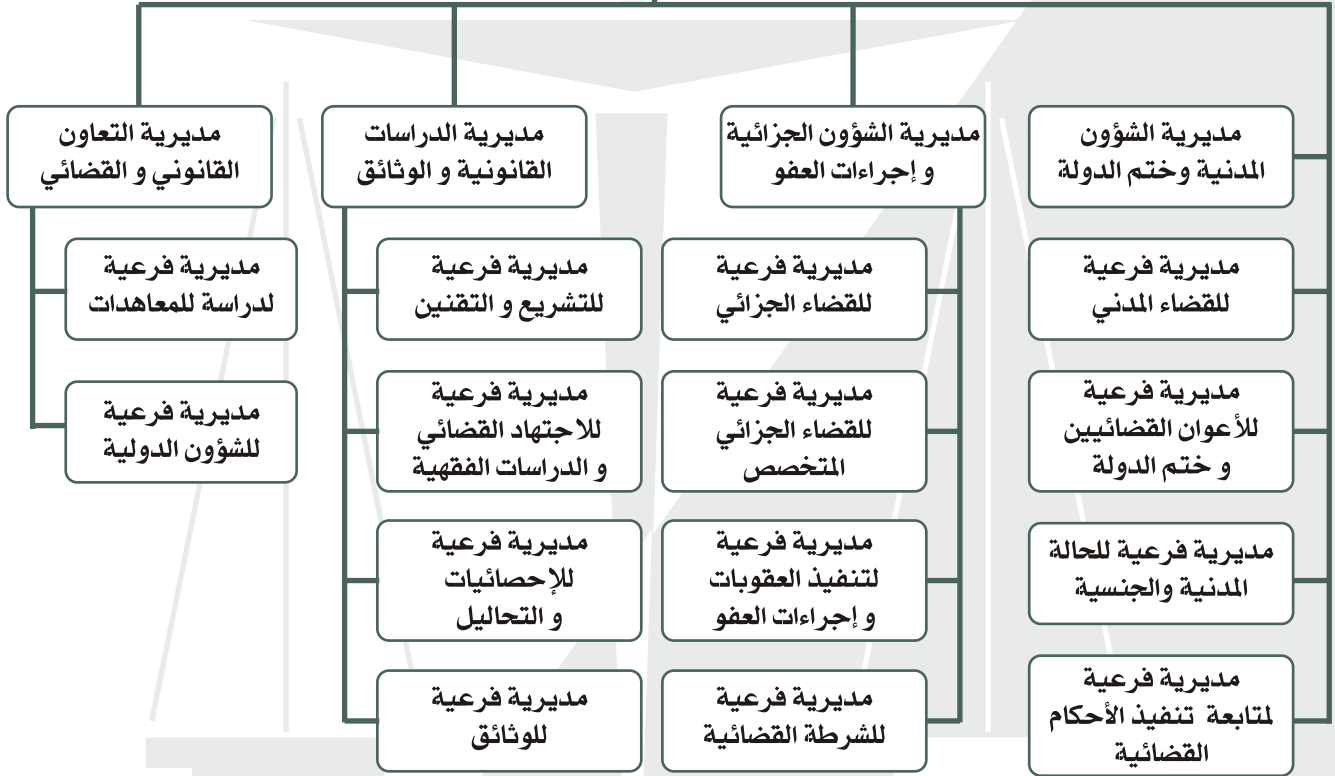 مديرية الشؤون
المدنية وختم الدولة
مديرية فرعية
للقضاء المدني
مديرية فرعية
للأعوان القضائيين
و ختم الدولة
مديرية فرعية للحالة
المدنية والجنسية
مديرية فرعية
لمتابعة تنفيذ الأحكام
القضائية
مديرية الشؤون الجزائية
و إجراءات العفو
مديرية فرعية
للقضاء الجزائي
مديرية فرعية
للقضاء الجزائي
المتخصص
مديرية فرعية
لتنفيذ العقوبات
و إجراءات العفو
مديرية فرعية
للشرطة القضائية
مديرية الدراسات
القانونية و الوثائق
مديرية فرعية
للتشريع و التقنين
مديرية فرعية
للاجتهاد القضائي
و الدراسات الفقهية
مديرية فرعية
للإحصائيات
و التحاليل
مديرية فرعية
للوثائق
مديرية التعاون
القانوني و القضائي
مديرية فرعية
لدراسة للمعاهدات
مديرية فرعية
للشؤون الدولية